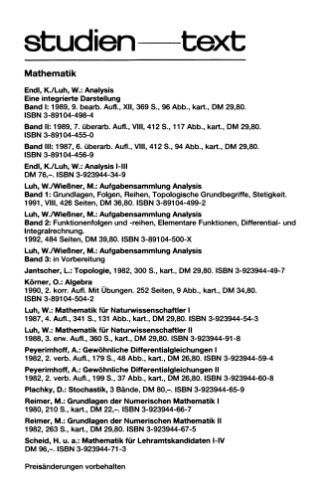 studien—text
Mathematik
Endl, K./Luh, W.: Analysis
Eine integrierte Darstellung
Band I: 1989, 9. bearb. Aufl., XII, 369 S., 96 Abb., kart., DM 29,80.
ISBN 3-89104-498-4
Band II: 1989, 7. überarb. Aufl., VIII, 412 S., 117 Abb., kart., DM 29,80.
ISBN 3-89104-455-0
Band III: 1987, 6. überarb. Aufl., VIII, 412 S., 94 Abb., kart., DM 29,80.
ISBN 3-89104-456-9
Endl, K./Luh, W.: Analysis I-III
DM 76,–. ISBN 3-923944-34-9
Luh, W./Wießner, M.: Aufgabensammlung Analysis
Band 1: Grundlagen, Folgen, Reihen, Topologische Grundbegriffe, Stetigkeit.
1991, VIII, 426 Seiten, DM 36,80. ISBN 3-89104-499-2
Luh, W./Wießner, M.: Aufgabensammlung Analysis
Band 2: Funktionenfolgen und -reihen, Elementare Funktionen, Differential- und
Integralrechnung.
1992, 484 Seiten, DM 39,80. ISBN 3-89104-500-X
Luh, W./Wießner, M.: Aufgabensammlung Analysis
Band 3: in Vorbereitung
Jantscher, L.: Topologie, 1982, 300 S., kart., DM 29,80. ISBN 3-923944-49-7
Körner, O.: Algebra
1990, 2. korr. Aufl. Mit Übungen. 252 Seiten, 9 Abb., kart., DM 34,80.
ISBN 3-89104-504-2
Luh, W.: Mathematik für Naturwissenschaftler I
1987, 4. Aufl., 341 S., 131 Abb., kart., DM 29,80. ISBN 3-923944-54-3
Luh, W.: Mathematik für Naturwissenschaftler II
1988, 3. erw. Aufl., 360 S., kart., DM 29,80. ISBN 3-923944-91-8
Peyerimhoff, A.: Gewöhnliche Differentialgleichungen I
1982, 2. verb. Aufl., 179 S., 48 Abb., kart., DM 26,80. ISBN 3-923944-59-4
Peyerimhoff, A.: Gewöhnliche Differentialgleichungen II
1982, 2. verb. Aufl., 199 S., 37 Abb., kart., DM 26,80. ISBN 3-923944-60-8
Plachky, D.: Stochastik, 3 Bände, DM 80,–. ISBN 3-923944-65-9
Reimer, M.: Grundlagen der Numerischen Mathematik I
1980, 210 S., kart., DM 22,–. ISBN 3-923944-66-7
Reimer, M.: Grundlagen der Numerischen Mathematik II
1982, 263 S., kart., DM 29,80. ISBN 3-923944-67-5
Scheid, H. u. a.: Mathematik für Lehramtskandidaten I-IV
DM 96,–. ISBN 3-923944-71-3
Preisänderungen vorbehalten